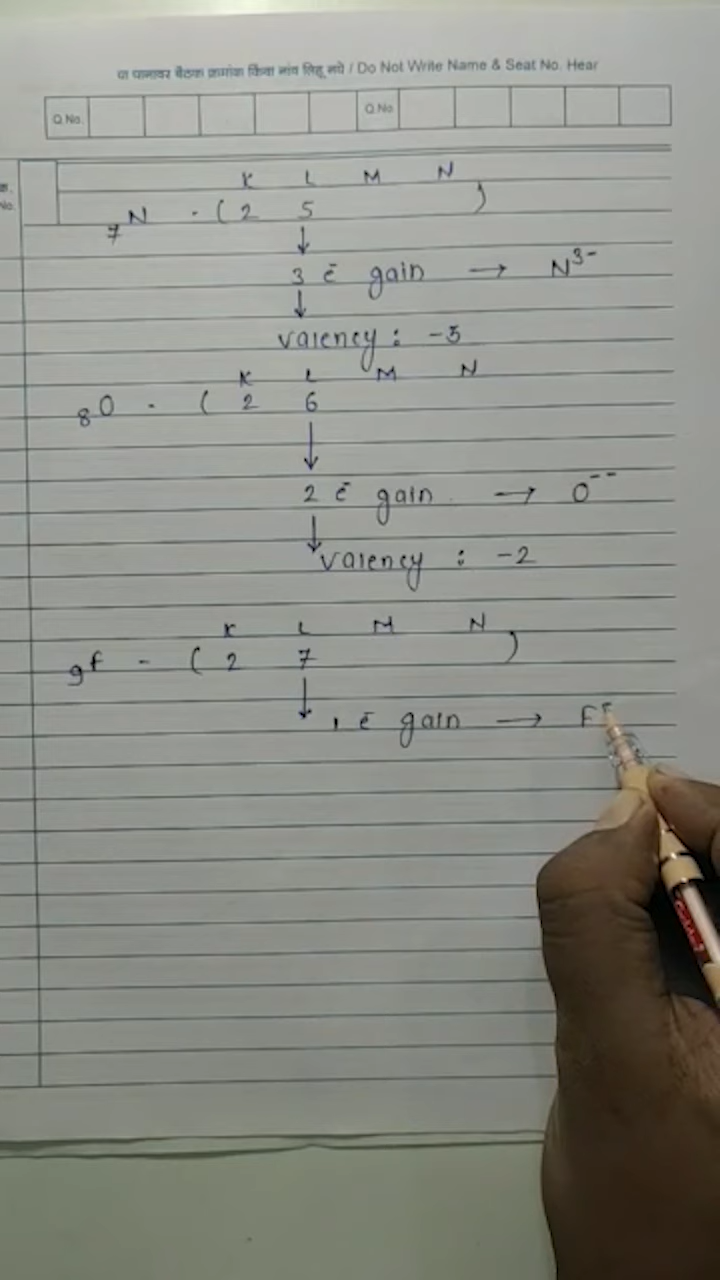 या पानावर बैठक क्रमांक किंवा नांव लिहू नये / Do Not Write Name & Seat No. Hear
Q.No. Q.No
No.
K L M N
₇N - ( 2 5 )
↓
3 ē gain → N³⁻
↓
valency : -3
K L M N
₈O - ( 2 6
↓
2 ē gain → O⁻⁻
↓
valency : -2
K L M N
₉f - ( 2 7 )
↓
1 ē gain → F⁻